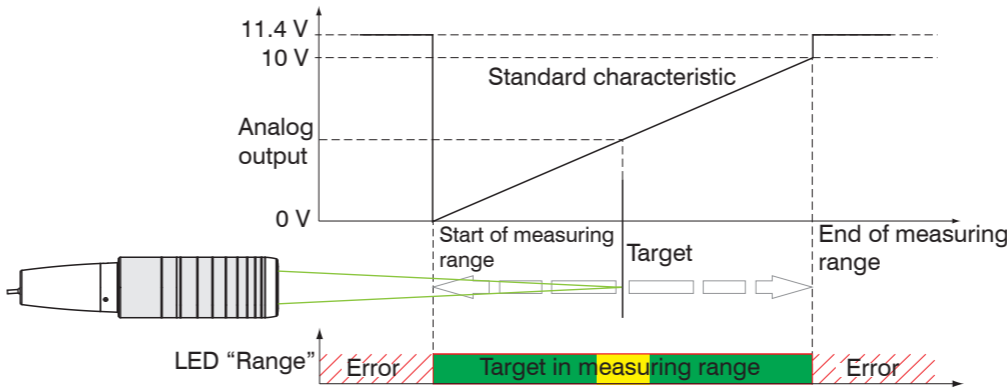 11.4 V
10 V
Standard characteristic
Analog
output
0 V
Start of measuring
range
Target
End of measuring
range
LED “Range”
Error
Target in measuring range
Error